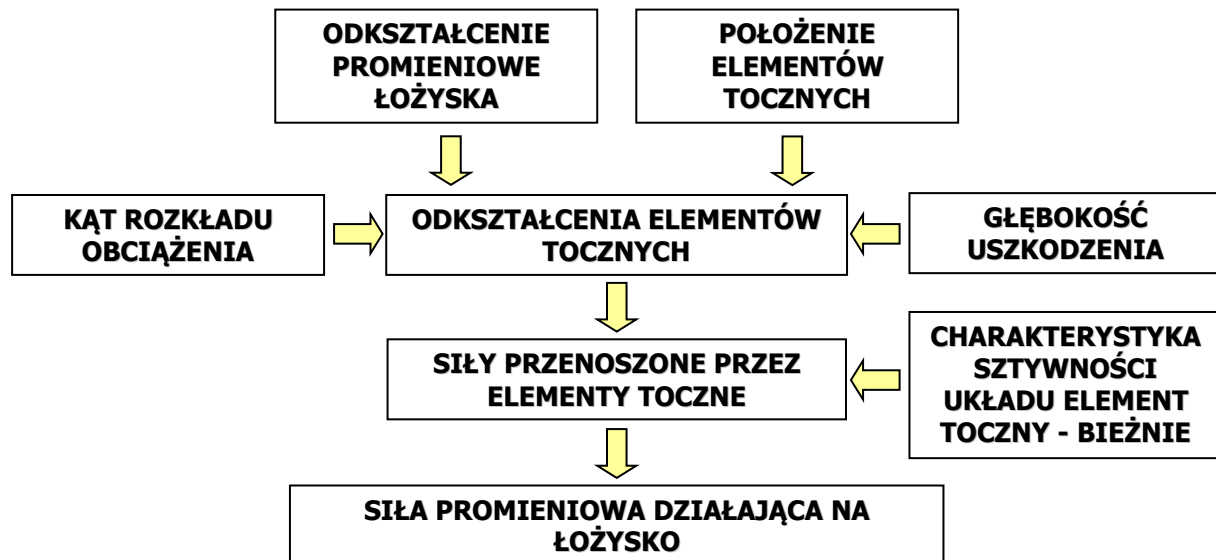 ODKSZTAŁCENIE
PROMIENIOWE
ŁOŻYSKA
POŁOŻENIE
ELEMENTÓW
TOCZNYCH
KĄT ROZKŁADU
OBCIĄŻENIA
ODKSZTAŁCENIA ELEMENTÓW
TOCZNYCH
GŁĘBOKOŚĆ
USZKODZENIA
SIŁY PRZENOSZONE PRZEZ
ELEMENTY TOCZNE
CHARAKTERYSTYKA
SZTYWNOŚCI
UKŁADU ELEMENT
TOCZNY - BIEŻNIE
SIŁA PROMIENIOWA DZIAŁAJĄCA NA
ŁOŻYSKO